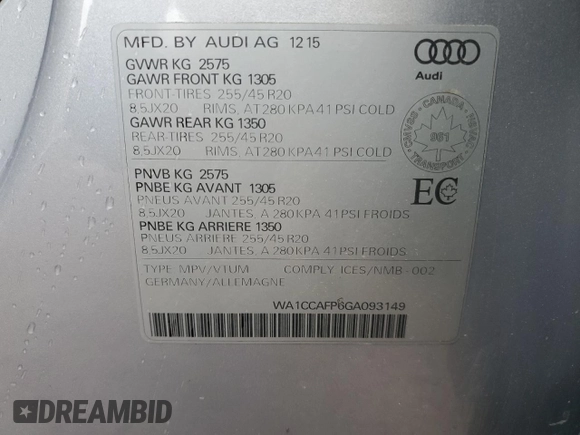 MFD. BY AUDI AG 12 15
GVWR KG 2575
GAWR FRONT KG 1305
FRONT-TIRES 255/45 R20
8,5JX20 RIMS, AT 280 KPA 41 PSI COLD
GAWR REAR KG 1350
REAR-TIRES 255/45 R20
8,5JX20 RIMS, AT 280 KPA 41 PSI COLD
Audi
CMVSS - CANADA - NSVAC
981
TRANSPORT
PNVB KG 2575
PNBE KG AVANT 1305
PNEUS AVANT 255/45 R20
8,5JX20 JANTES, A 280 KPA 41 PSI FROIDS
PNBE KG ARRIERE 1350
PNEUS ARRIERE 255/45 R20
8,5JX20 JANTES, A 280 KPA 41 PSI FROIDS
EC
TYPE MPV/VTUM COMPLY ICES/NMB-002
GERMANY/ALLEMAGNE
WA1CCAFP6GA093149
DREAMBID